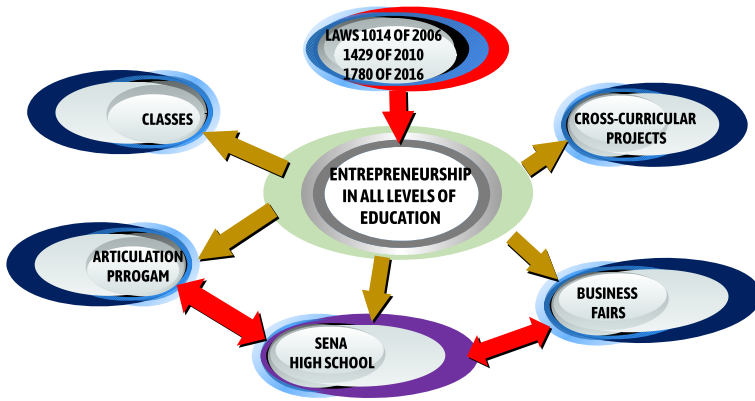 LAWS 1014 OF 2006
1429 OF 2010
1780 OF 2016
CLASSES
CROSS-CURRICULAR
PROJECTS
ENTREPRENEURSHIP
IN ALL LEVELS OF
EDUCATION
ARTICULATION
PRROGAM
BUSINESS
FAIRS
SENA
HIGH SCHOOL